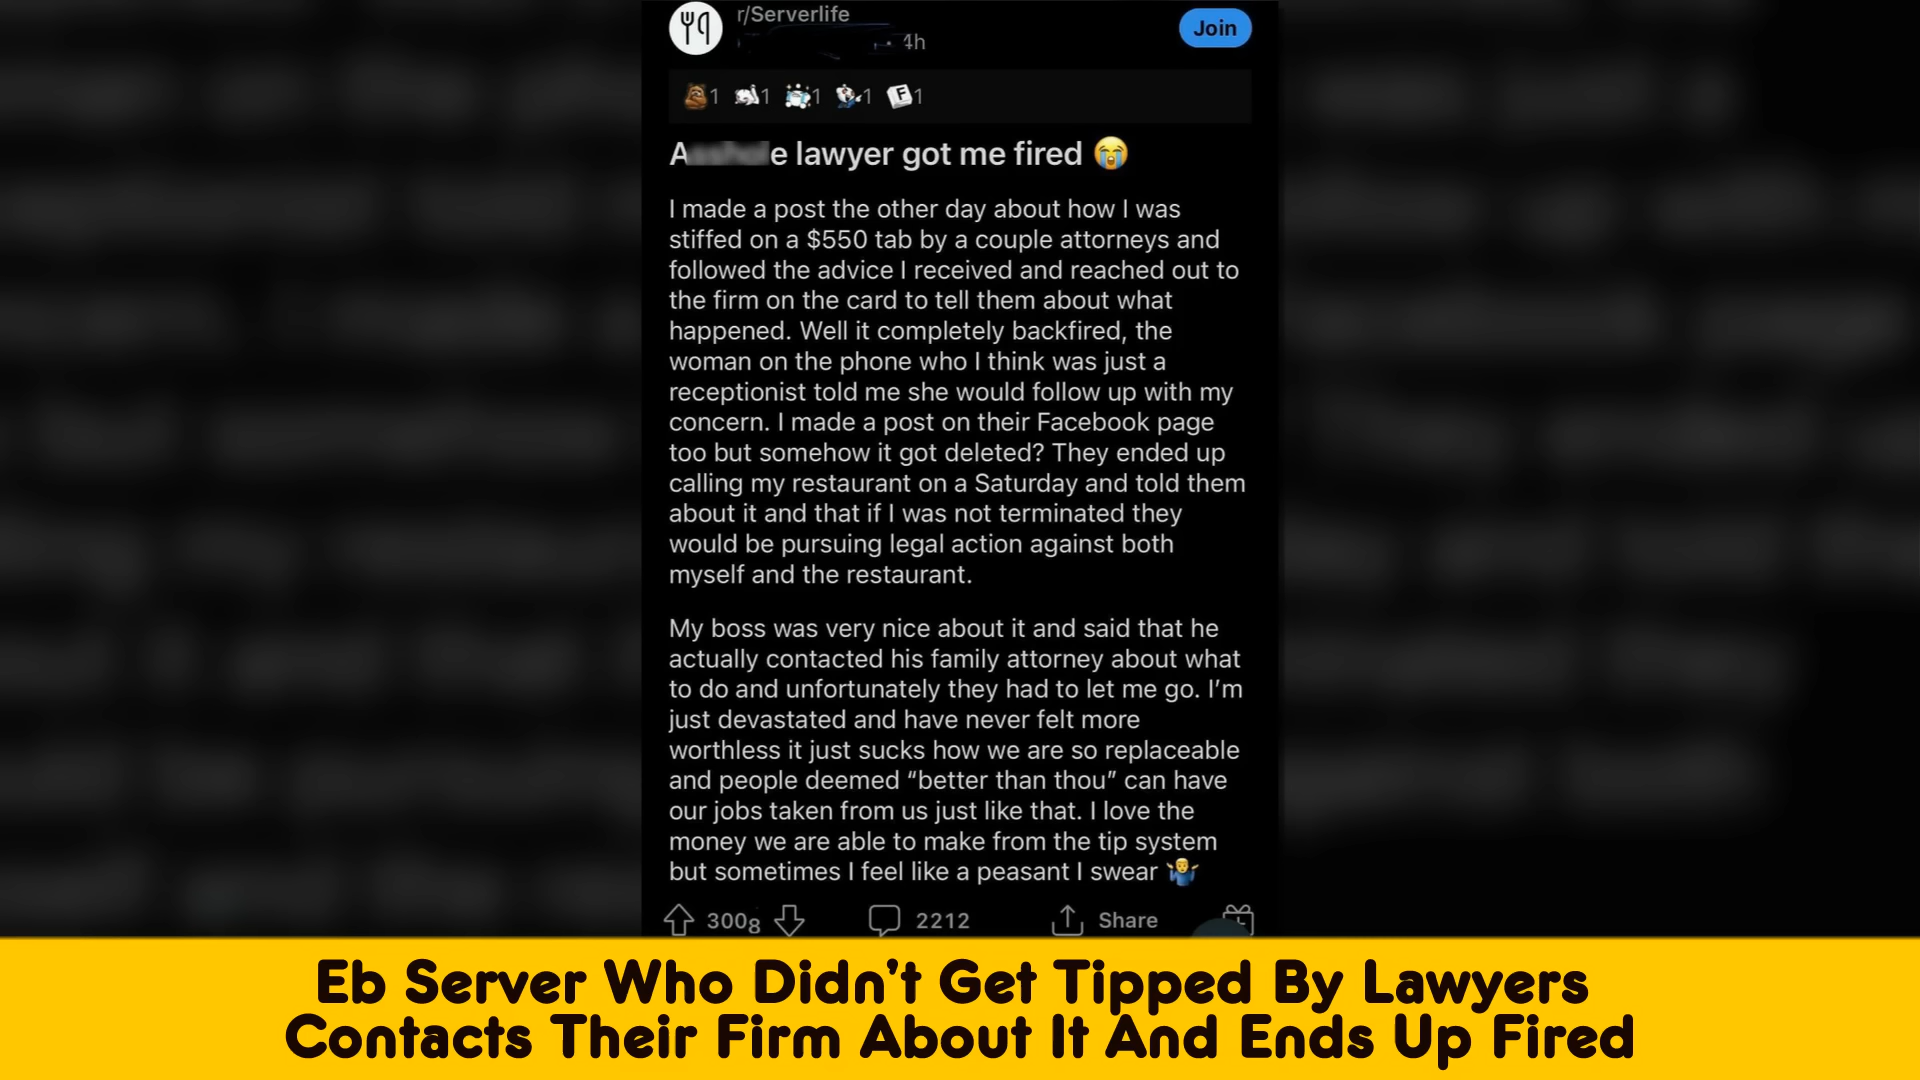 r/Serverlife
4h
Join
1 1 1 1 F 1
A e lawyer got me fired 😭
I made a post the other day about how I was
stiffed on a $550 tab by a couple attorneys and
followed the advice I received and reached out to
the firm on the card to tell them about what
happened. Well it completely backfired, the
woman on the phone who I think was just a
receptionist told me she would follow up with my
concern. I made a post on their Facebook page
too but somehow it got deleted? They ended up
calling my restaurant on a Saturday and told them
about it and that if I was not terminated they
would be pursuing legal action against both
myself and the restaurant.
My boss was very nice about it and said that he
actually contacted his family attorney about what
to do and unfortunately they had to let me go. I’m
just devastated and have never felt more
worthless it just sucks how we are so replaceable
and people deemed “better than thou” can have
our jobs taken from us just like that. I love the
money we are able to make from the tip system
but sometimes I feel like a peasant I swear 🤷‍♂️
3008
2212
Share
Eb Server Who Didn’t Get Tipped By Lawyers
Contacts Their Firm About It And Ends Up Fired